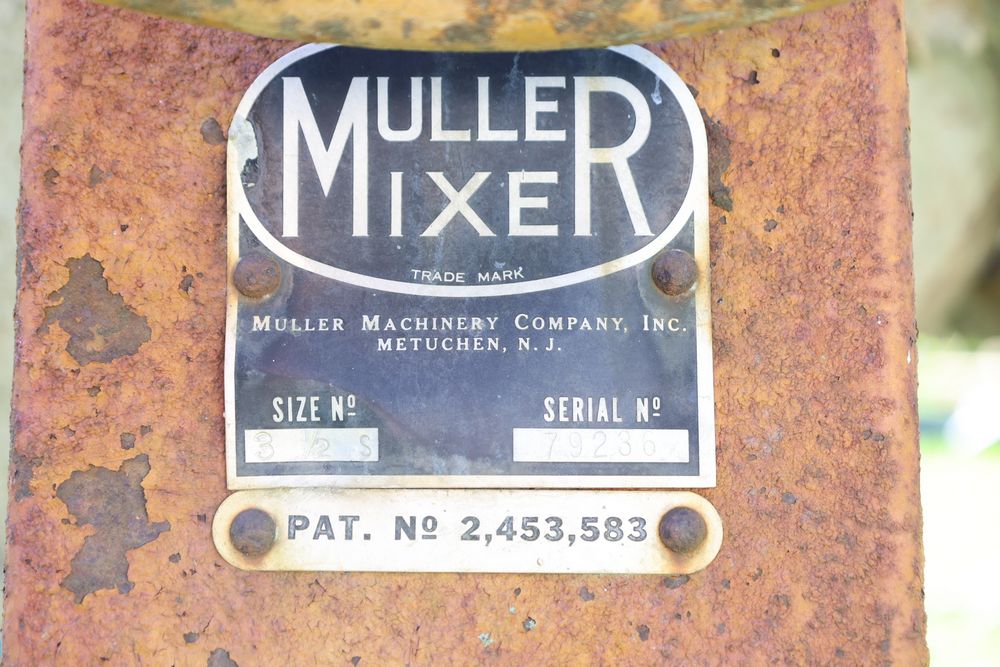 MULLER
MIXER
TRADE MARK
MULLER MACHINERY COMPANY, INC.
METUCHEN, N. J.
SIZE Nº SERIAL Nº
3 ½ S 79236
PAT. Nº 2,453,583